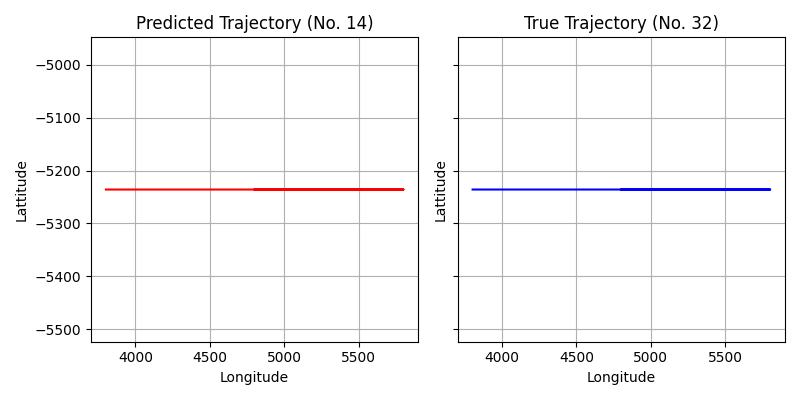 Predicted Trajectory (No. 14)
True Trajectory (No. 32)
Lattitude
−5000
−5100
−5200
−5300
−5400
−5500
4000 4500 5000 5500
Longitude
Lattitude
4000 4500 5000 5500
Longitude